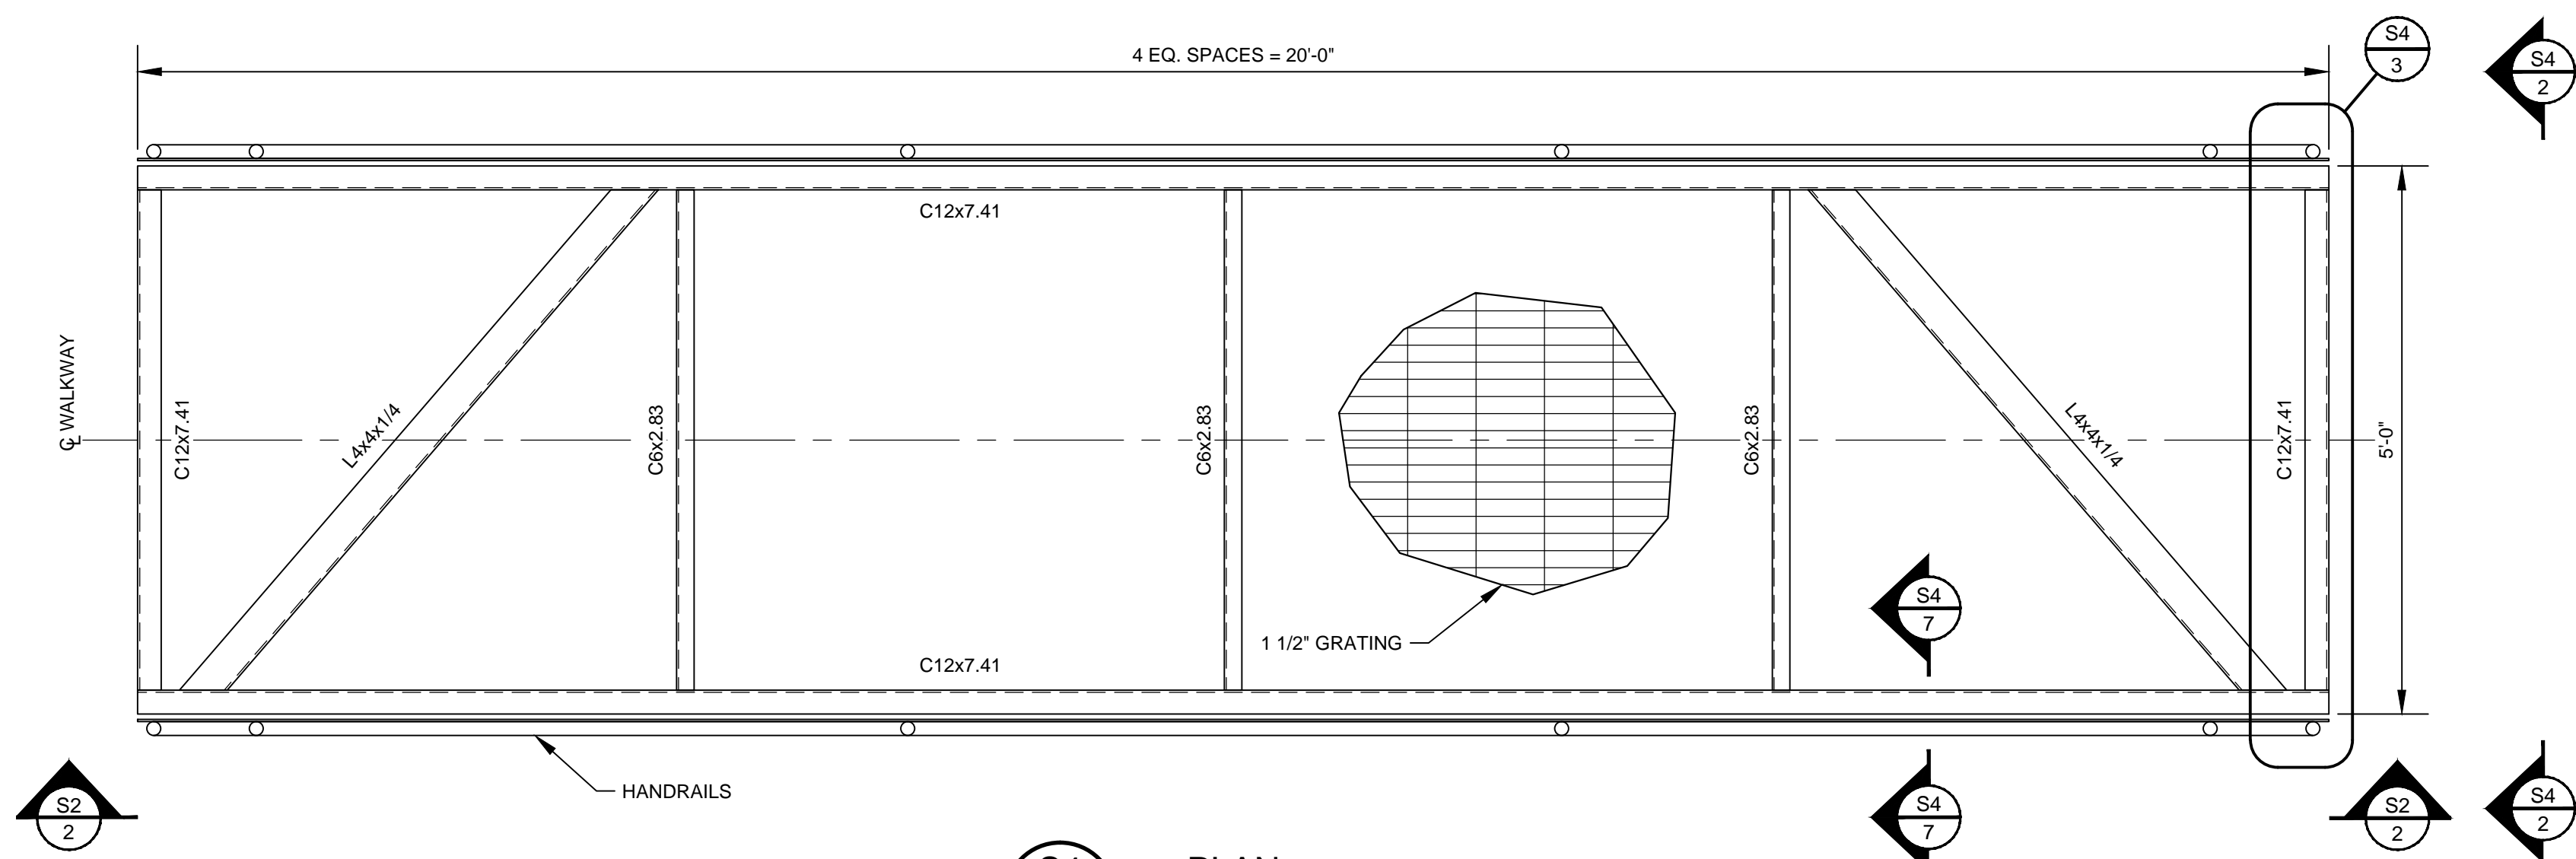 4 EQ. SPACES = 20'-0"
S4
3
S4
2
C12x7.41
℄ WALKWAY
C12x7.41
L4x4x1/4
C6x2.83
C6x2.83
C6x2.83
L4x4x1/4
C12x7.41
5'-0"
S4
7
1 1/2" GRATING
C12x7.41
HANDRAILS
S2
2
S4
7
S2
2
S4
2
PLAN